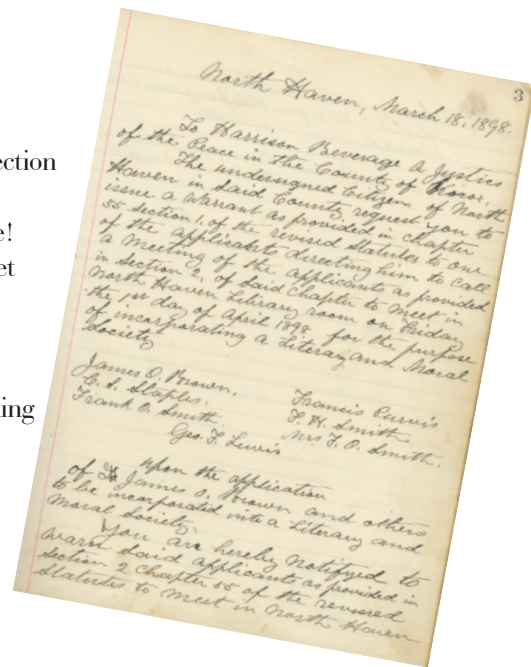 ection
e!
et
ing
3
North Haven, March 18, 1898.
To Harrison Beverage a Justice
of the Peace in the County of Knox,
The undersigned Citizens of North
Haven in said County, request you to
issue a Warrant as provided in Chapter
55 Section 1, of the revised Statutes to one
of the applicants directing him to call
a Meeting of the applicants as provided
in Section 2, of said Chapter to meet in
North Haven Literary room on Friday
the 1st day of April 1898 for the purpose
of incorporating a Literary and Moral
Society
James O. Brown,
C. S. Staples.
Frank O. Smith.
Francis Purvis
F. H. Smith.
Mrs F. O. Smith.
Geo. F. Lewis
upon the application
of James O. Brown and others
to be incorporated into a Literary and
Moral Society.
You are hereby notifyed to
warn said applicants as provided in
Section 2 Chapter 55 of the revised
Statutes to meet in North Haven